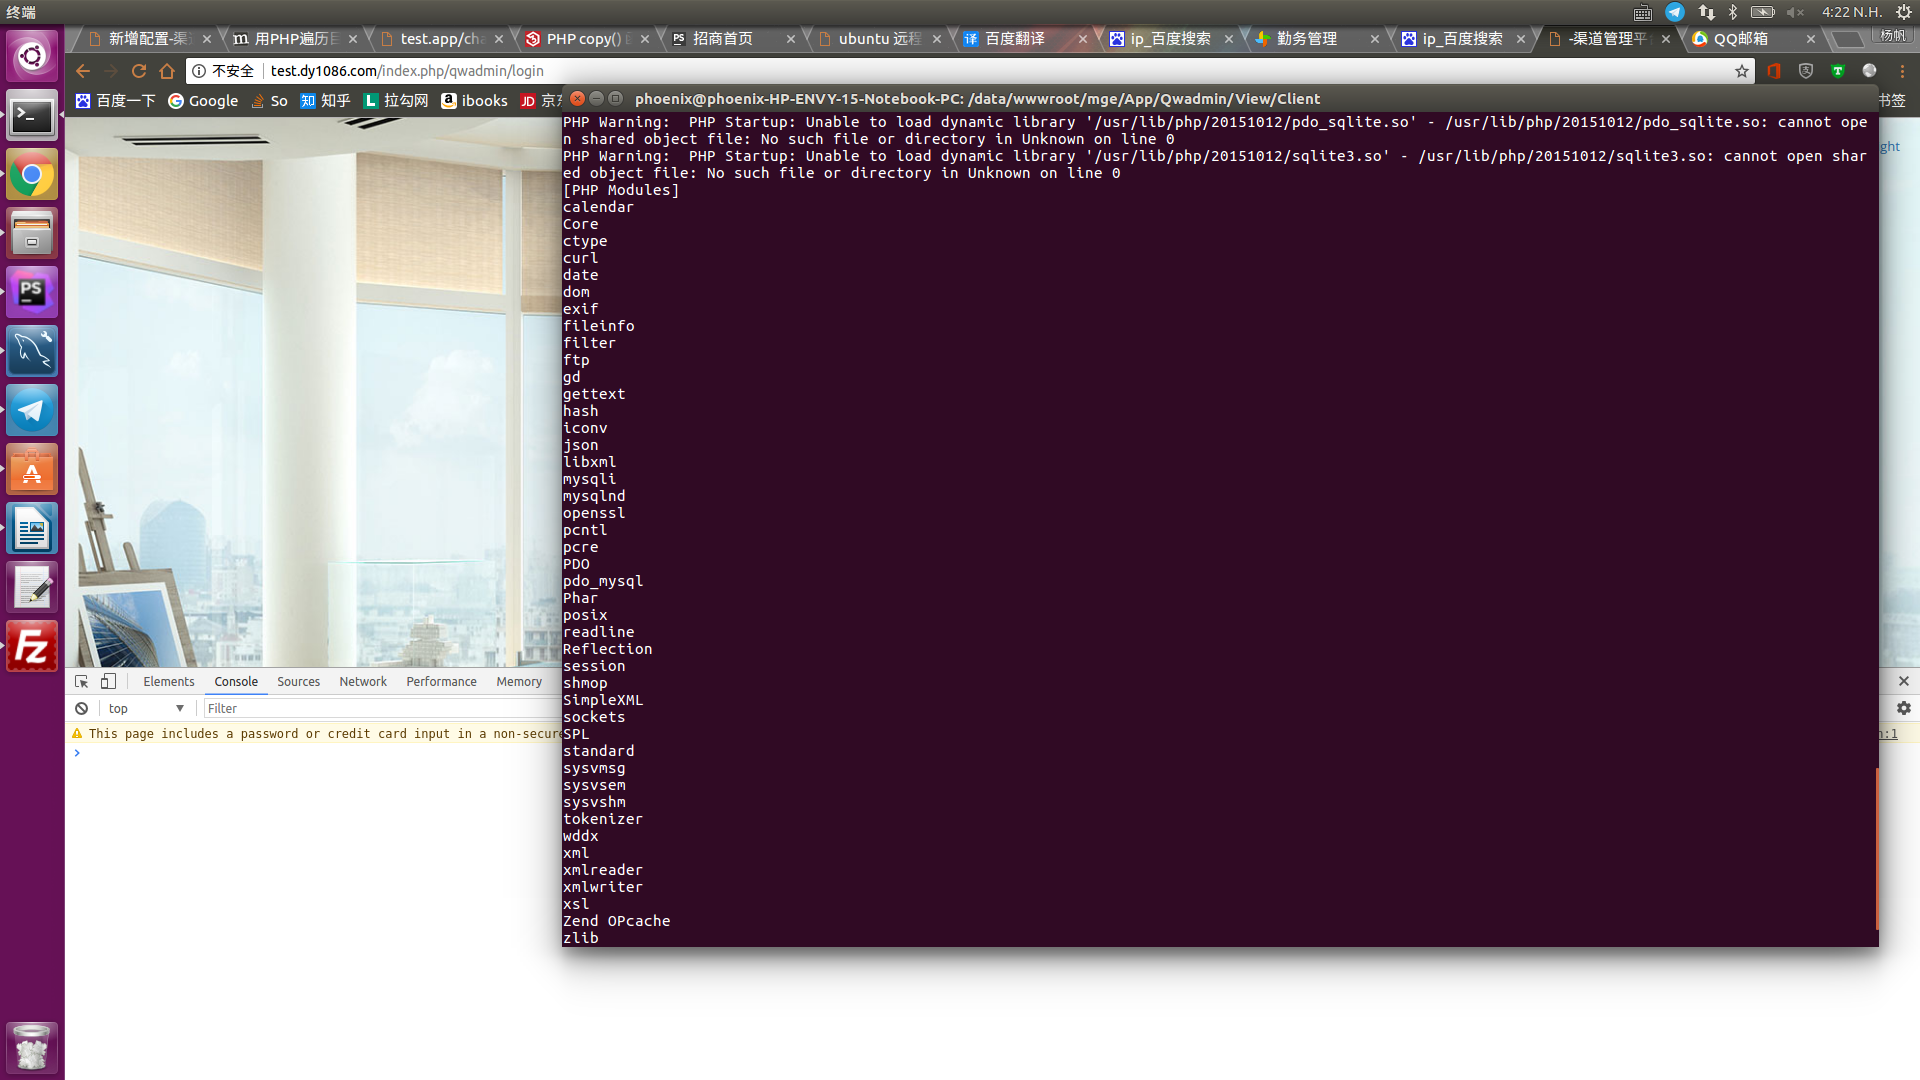 终端
4:22 N.H.
新增配置-渠
用PHP遍历目
test.app/cha
PHP copy()
招商首页
ubuntu 远程
百度翻译
ip_百度搜索
勤务管理
ip_百度搜索
-渠道管理平
QQ邮箱
杨帆
不安全
test.dy1086.com/index.php/qwadmin/login
百度一下
Google
So
知乎
拉勾网
ibooks
京东
书签
phoenix@phoenix-HP-ENVY-15-Notebook-PC: /data/wwwroot/mge/App/Qwadmin/View/Client
PHP Warning:  PHP Startup: Unable to load dynamic library '/usr/lib/php/20151012/pdo_sqlite.so' - /usr/lib/php/20151012/pdo_sqlite.so: cannot ope
n shared object file: No such file or directory in Unknown on line 0
PHP Warning:  PHP Startup: Unable to load dynamic library '/usr/lib/php/20151012/sqlite3.so' - /usr/lib/php/20151012/sqlite3.so: cannot open shar
ed object file: No such file or directory in Unknown on line 0
[PHP Modules]
calendar
Core
ctype
curl
date
dom
exif
fileinfo
filter
ftp
gd
gettext
hash
iconv
json
libxml
mysqli
mysqlnd
openssl
pcntl
pcre
PDO
pdo_mysql
Phar
posix
readline
Reflection
session
shmop
SimpleXML
sockets
SPL
standard
sysvmsg
sysvsem
sysvshm
tokenizer
wddx
xml
xmlreader
xmlwriter
xsl
Zend OPcache
zlib
ght
Elements
Console
Sources
Network
Performance
Memory
top
Filter
This page includes a password or credit card input in a non-secure
n:1